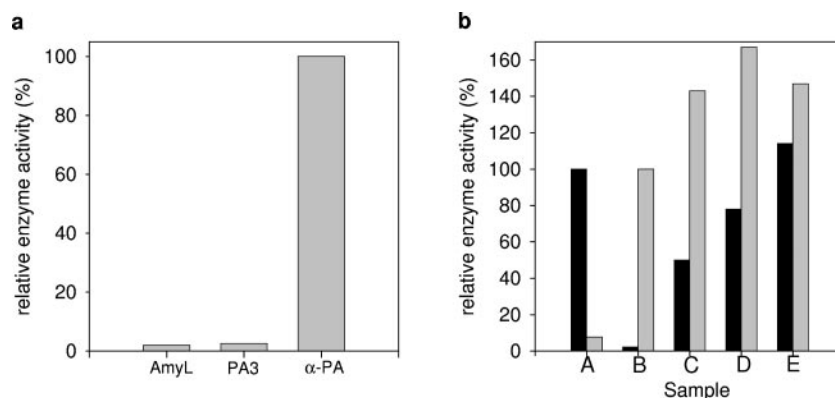 a
relative enzyme activity (%)
100
80
60
40
20
0
AmyL PA3 α-PA
b
relative enzyme activity (%)
160
140
120
100
80
60
40
20
0
A B C D E
Sample